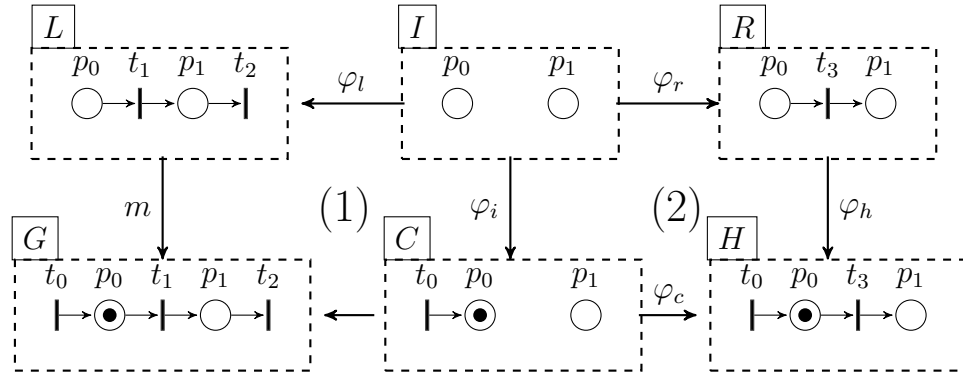 L I R
p₀ t₁ p₁ t₂ p₀ p₁ p₀ t₃ p₁
φₗ φᵣ
m (1) φᵢ (2) φₕ
G C H
t₀ p₀ t₁ p₁ t₂ t₀ p₀ p₁ t₀ p₀ t₃ p₁
φ꜀